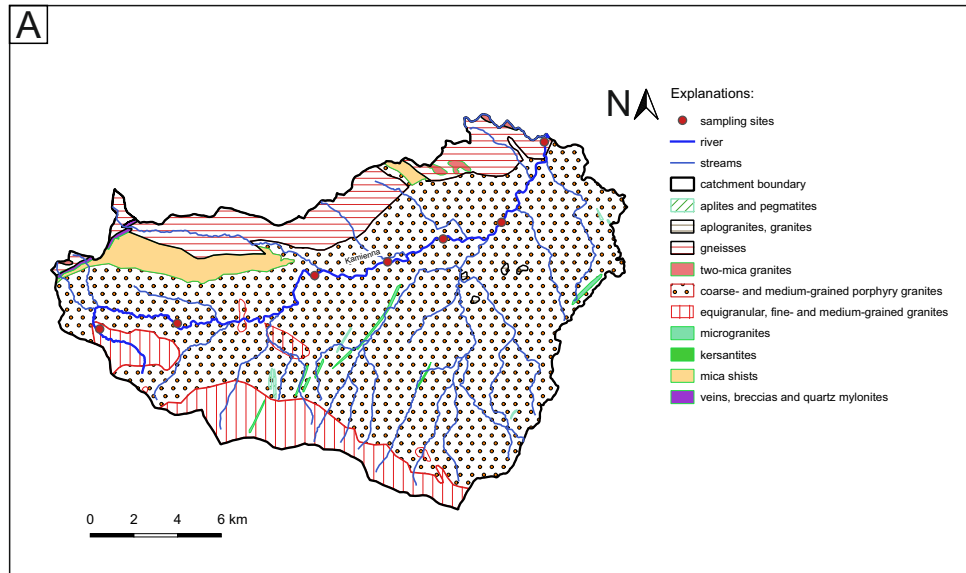 A
N
Explanations:
sampling sites
river
streams
catchment boundary
aplites and pegmatites
aplogranites, granites
gneisses
two-mica granites
coarse- and medium-grained porphyry granites
equigranular, fine- and medium-grained granites
microgranites
kersantites
mica shists
veins, breccias and quartz mylonites
Kamienna
0 2 4 6 km